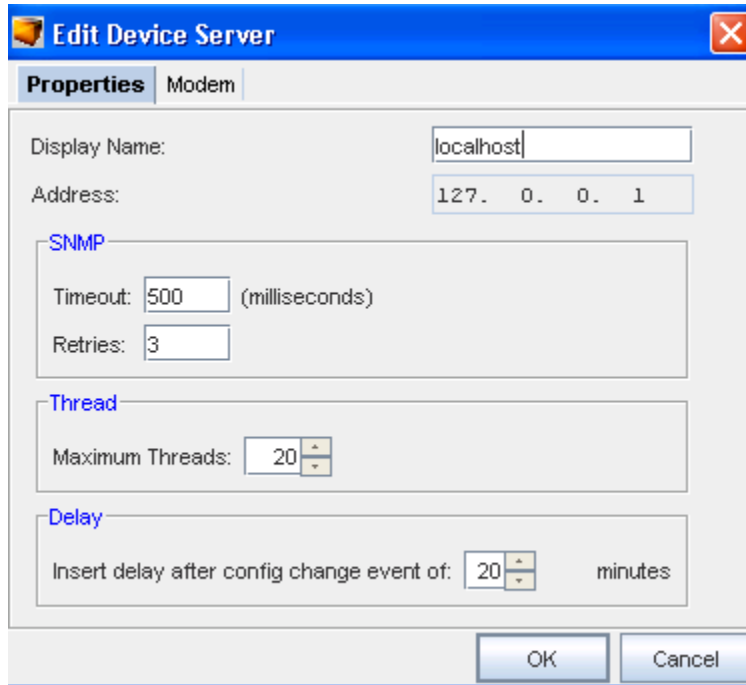 Edit Device Server
Properties Modem
Display Name: localhost
Address: 127. 0. 0. 1
SNMP
Timeout: 500 (milliseconds)
Retries: 3
Thread
Maximum Threads: 20
Delay
Insert delay after config change event of: 20 minutes
OK Cancel